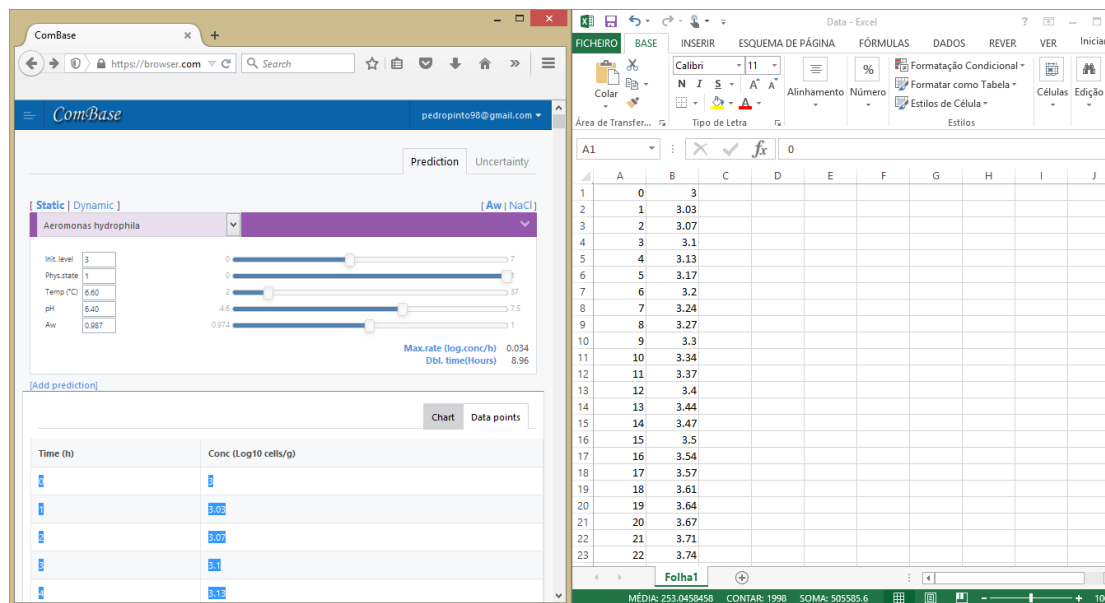 ComBase
https://browser.com
Search
ComBase
pedropinto98@gmail.com
Prediction
Uncertainty
[ Static | Dynamic ]
[ Aw | NaCl ]
Aeromonas hydrophila
Init. level 3 0 7
Phys.state 1 0 1
Temp (°C) 6.60 2 37
pH 6.40 4.6 7.5
Aw 0.987 0.974 1
Max.rate (log.conc/h) 0.034
Dbl. time(Hours) 8.96
[Add prediction]
Chart
Data points
Time (h) Conc (Log10 cells/g)
0 3
1 3.03
2 3.07
3 3.1
4 3.13
Data - Excel
FICHEIRO BASE INSERIR ESQUEMA DE PÁGINA FÓRMULAS DADOS REVER VER Iniciar
Colar
Calibri 11
N I S
Alinhamento
Número
Formatação Condicional
Formatar como Tabela
Estilos de Célula
Células
Edição
Área de Transfer... Tipo de Letra Estilos
A1 fx 0
A B C D E F G H I J
1 0 3
2 1 3.03
3 2 3.07
4 3 3.1
5 4 3.13
6 5 3.17
7 6 3.2
8 7 3.24
9 8 3.27
10 9 3.3
11 10 3.34
12 11 3.37
13 12 3.4
14 13 3.44
15 14 3.47
16 15 3.5
17 16 3.54
18 17 3.57
19 18 3.61
20 19 3.64
21 20 3.67
22 21 3.71
23 22 3.74
Folha1
MÉDIA: 253.0458458 CONTAR: 1998 SOMA: 505585.6